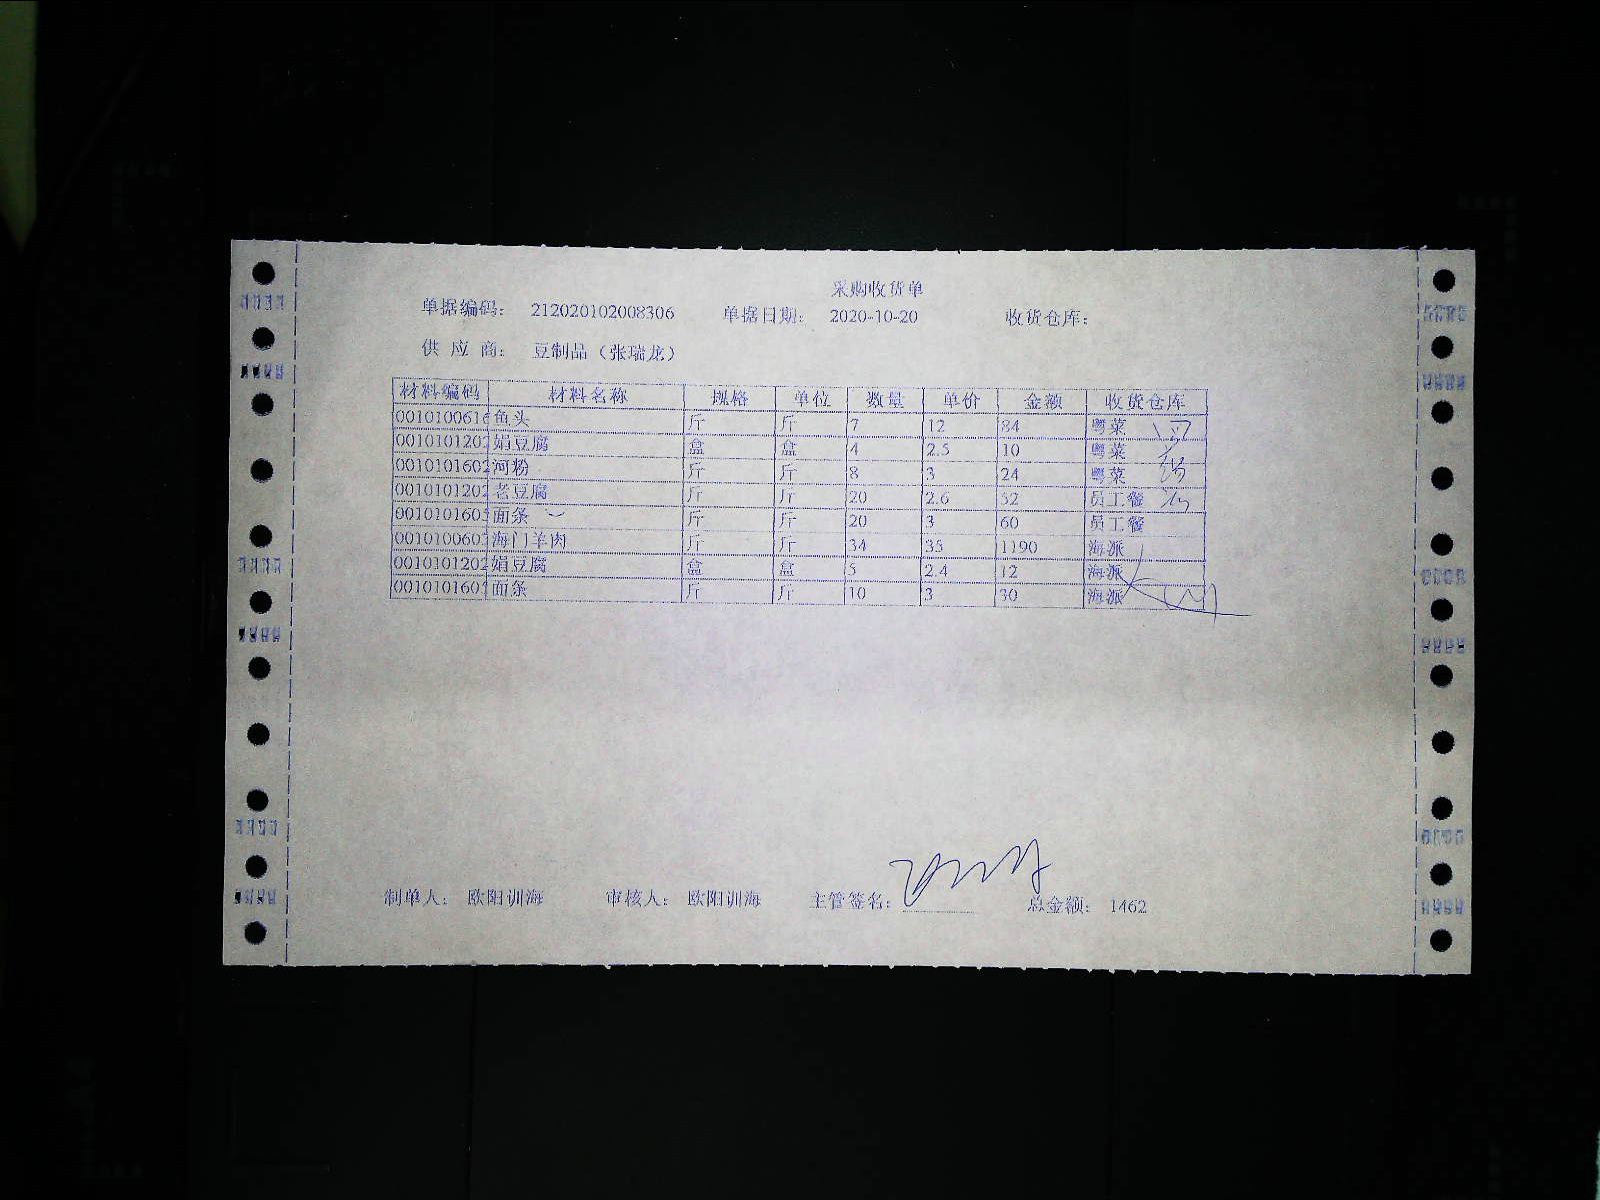 采购收货单
单据编码: 212020102008306 单据日期: 2020-10-20 收货仓库:
供应商: 豆制品（张瑞龙）
材料编码 材料名称 规格 单位 数量 单价 金额 收货仓库
0010100616 鱼头 斤 斤 7 12 84 粤菜
0010101202 娟豆腐 盒 盒 4 2.5 10 粤菜
0010101602 河粉 斤 斤 8 3 24 粤菜
0010101202 老豆腐 斤 斤 20 2.6 52 员工餐
001010160 面条 斤 斤 20 3 60 员工餐
001010060 海门羊肉 斤 斤 34 35 1190 海派
0010101202 娟豆腐 盒 盒 5 2.4 12 海派
001010160 面条 斤 斤 10 3 30 海派
制单人: 欧阳训海 审核人: 欧阳训海 主管签名: 总金额: 1462